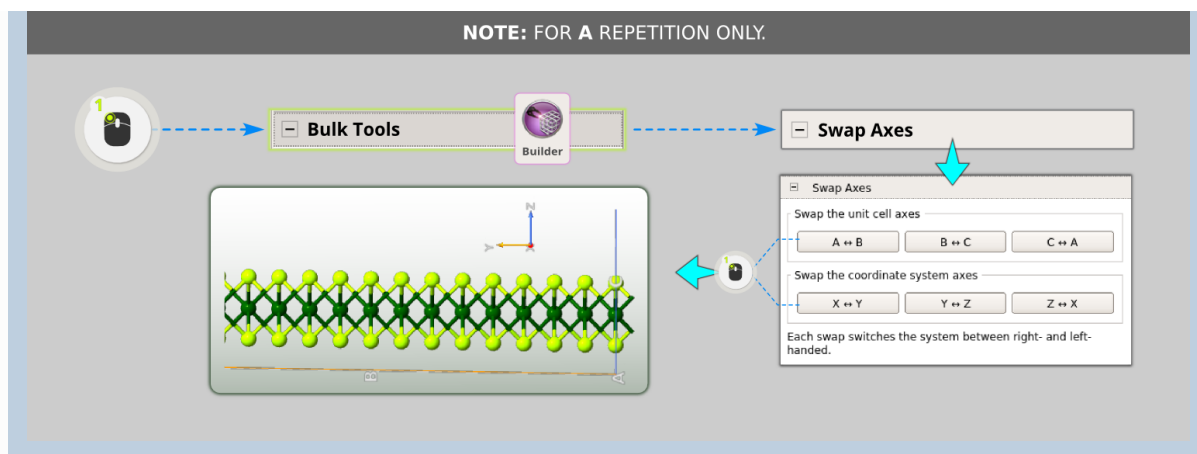 NOTE: FOR A REPETITION ONLY.
1
Bulk Tools
Builder
Swap Axes
Swap Axes
Swap the unit cell axes
A ↔ B
B ↔ C
C ↔ A
1
Swap the coordinate system axes
X ↔ Y
Y ↔ Z
Z ↔ X
Each swap switches the system between right- and left-
handed.
Z
Y
X
C
B
A